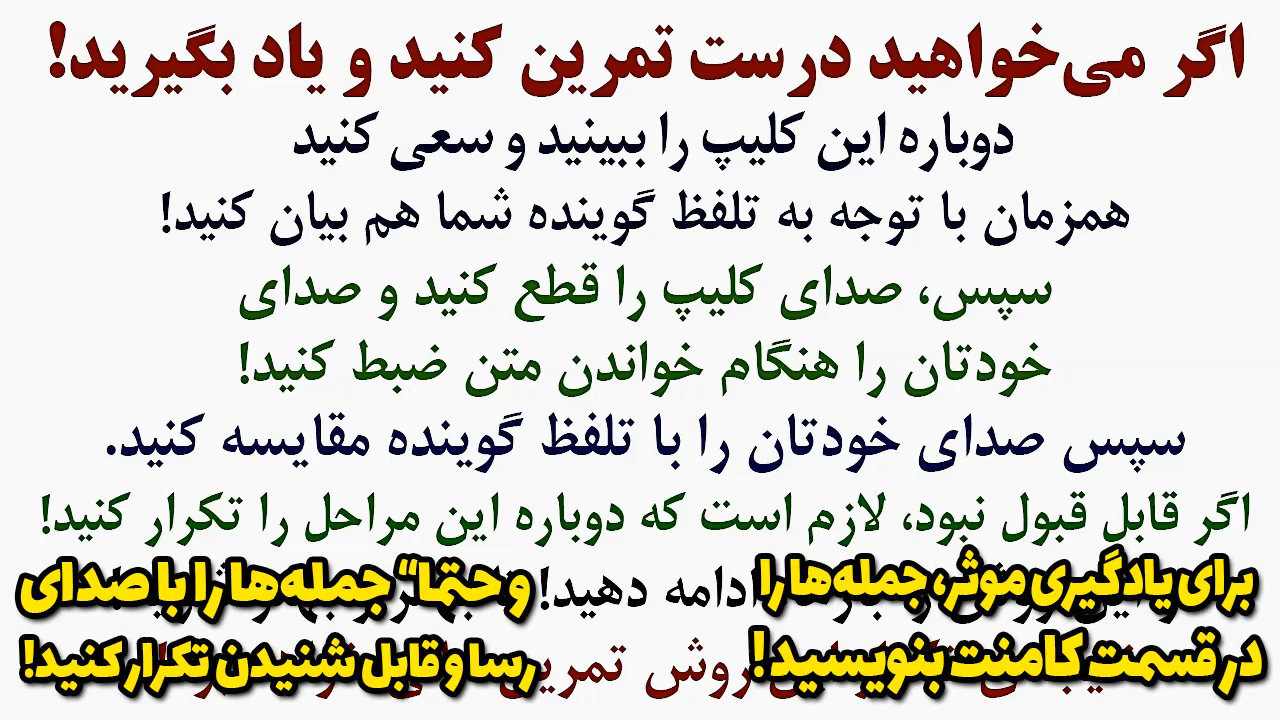 اگر می‌خواهید درست تمرین کنید و یاد بگیرید!
دوباره این کلیپ را ببینید و سعی کنید
همزمان با توجه به تلفظ گوینده شما هم بیان کنید!
سپس، صدای کلیپ را قطع کنید و صدای
خودتان را هنگام خواندن متن ضبط کنید!
سپس صدای خودتان را با تلفظ گوینده مقایسه کنید.
اگر قابل قبول نبود، لازم است که دوباره این مراحل را تکرار کنید!
ادامه دهید!
روش تمرین
برای یادگیری موثر، جمله‌ها را
در قسمت کامنت بنویسید!
و حتما“ جمله‌ها را با صدای
رسا و قابل شنیدن تکرار کنید!